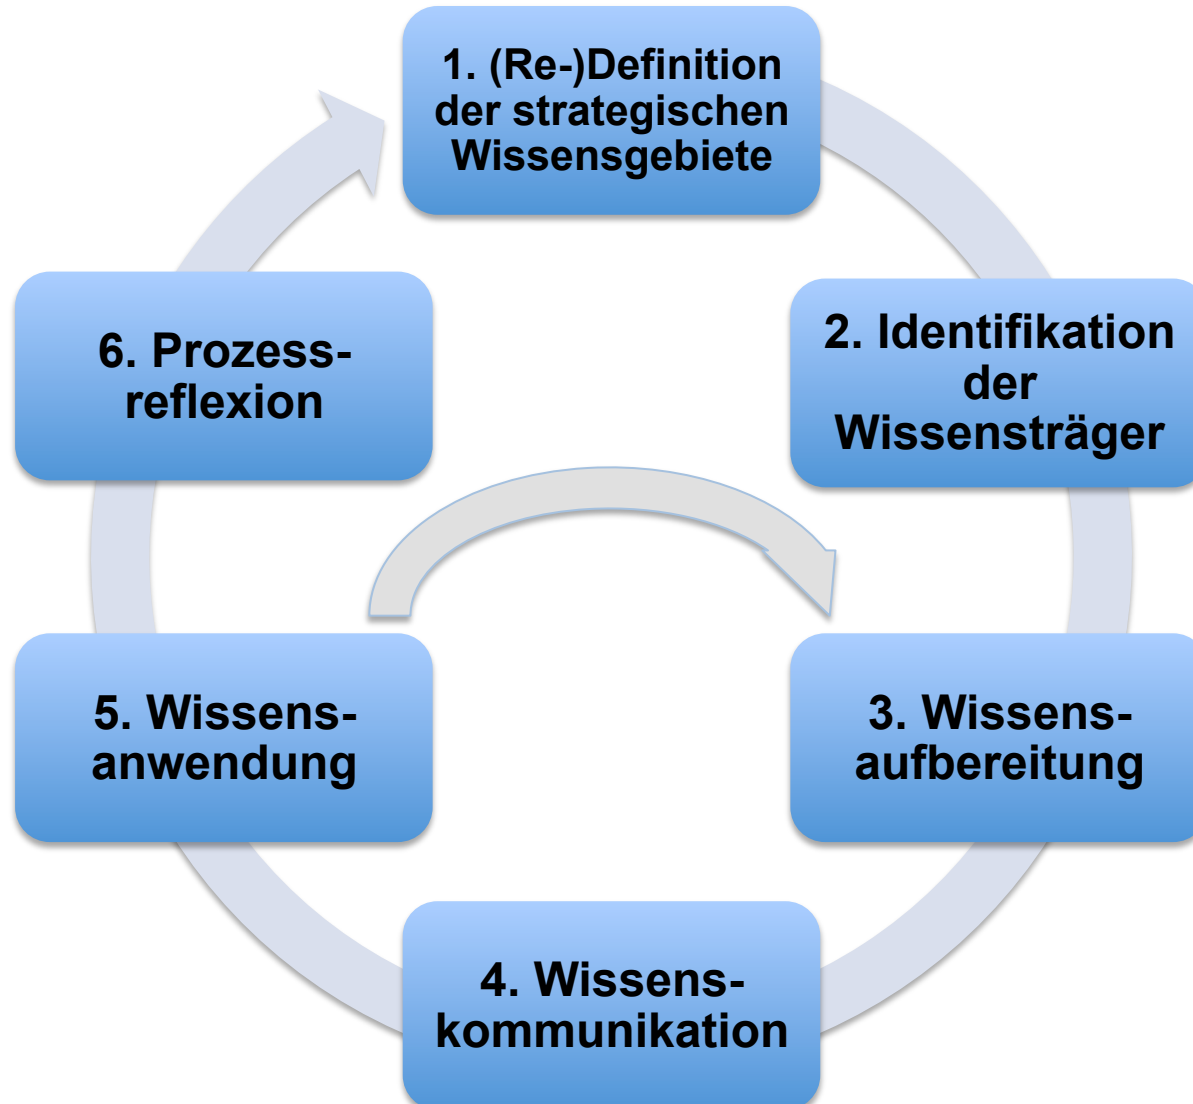 1. (Re-)Definition
der strategischen
Wissensgebiete
2. Identifikation
der
Wissensträger
3. Wissens-
aufbereitung
4. Wissens-
kommunikation
5. Wissens-
anwendung
6. Prozess-
reflexion